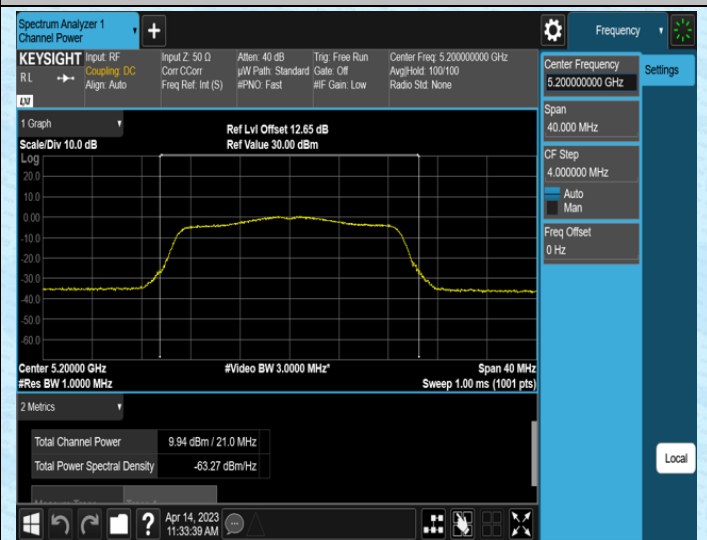 Spectrum Analyzer 1
Channel Power
Frequency
KEYSIGHT
RL
LXI
Input: RF
Coupling: DC
Align: Auto
Input Z: 50 Ω
Corr CCorr
Freq Ref: Int (S)
Atten: 40 dB
µW Path: Standard
#PNO: Fast
Trig: Free Run
Gate: Off
#IF Gain: Low
Center Freq: 5.200000000 GHz
Avg|Hold: 100/100
Radio Std: None
Center Frequency
5.200000000 GHz
Settings
Span
40.000 MHz
CF Step
4.000000 MHz
Auto
Man
Freq Offset
0 Hz
1 Graph
Scale/Div 10.0 dB
Ref Lvl Offset 12.65 dB
Ref Value 30.00 dBm
Log
20.0
10.0
0.00
-10.0
-20.0
-30.0
-40.0
-50.0
-60.0
Center 5.20000 GHz
#Video BW 3.0000 MHz*
Span 40 MHz
#Res BW 1.0000 MHz
Sweep 1.00 ms (1001 pts)
2 Metrics
Total Channel Power 9.94 dBm / 21.0 MHz
Total Power Spectral Density -63.27 dBm/Hz
Local
?
Apr 14, 2023
11:33:39 AM